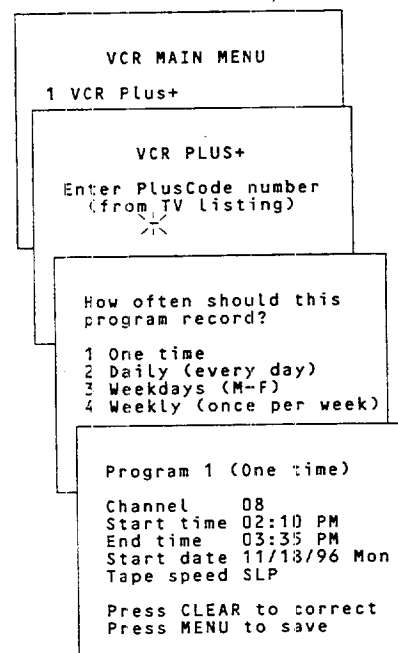 VCR MAIN MENU
1 VCR Plus+
VCR PLUS+
Enter PlusCode number
(from TV listing)
How often should this
program record?
1 One time
2 Daily (every day)
3 Weekdays (M-F)
4 Weekly (once per week)
Program 1 (One time)
Channel 08
Start time 02:10 PM
End time 03:35 PM
Start date 11/18/96 Mon
Tape speed SLP
Press CLEAR to correct
Press MENU to save